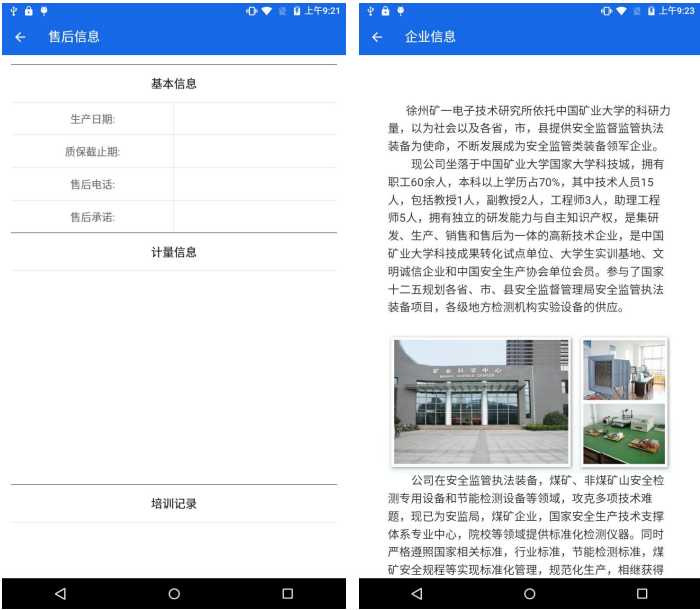 上午9:21
售后信息
基本信息
生产日期:
质保截止期:
售后电话:
售后承诺:
计量信息
培训记录
上午9:23
企业信息
徐州矿一电子技术研究所依托中国矿业大学的科研力
量，以为社会以及各省，市，县提供安全监督监管执法
装备为使命，不断发展成为安全监管类装备领军企业。
现公司坐落于中国矿业大学国家大学科技城，拥有
职工60余人，本科以上学历占70%，其中技术人员15
人，包括教授1人，副教授2人，工程师3人，助理工程
师5人，拥有独立的研发能力与自主知识产权，是集研
发、生产、销售和售后为一体的高新技术企业，是中国
矿业大学科技成果转化试点单位、大学生实训基地、文
明诚信企业和中国安全生产协会单位会员。参与了国家
十二五规划各省、市、县安全监督管理局安全监管执法
装备项目，各级地方检测机构实验设备的供应。
矿业科学中心
公司在安全监管执法装备，煤矿、非煤矿山安全检
测专用设备和节能检测设备等领域，攻克多项技术难
题，现已为安监局，煤矿企业，国家安全生产技术支撑
体系专业中心，院校等领域提供标准化检测仪器。同时
严格遵照国家相关标准，行业标准，节能检测标准，煤
矿安全规程等实现标准化管理，规范化生产，相继获得